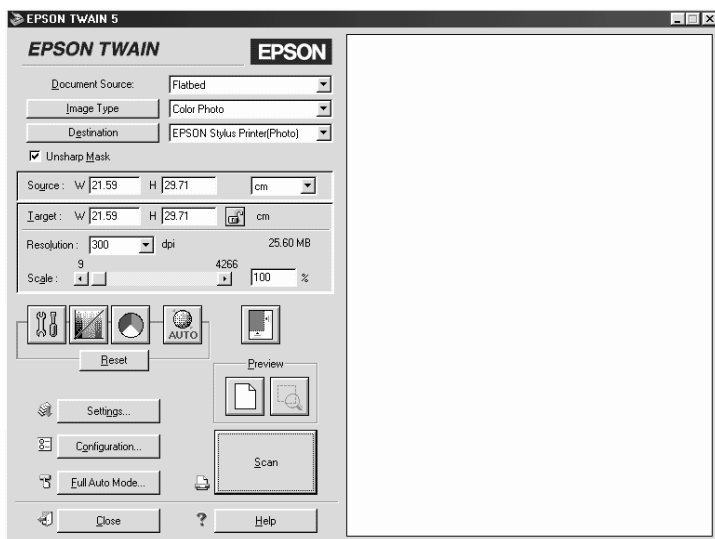 EPSON TWAIN 5
EPSON TWAIN EPSON
Document Source: Flatbed
Image Type Color Photo
Destination EPSON Stylus Printer(Photo)
Unsharp Mask
Source : W 21.59 H 29.71 cm
Target : W 21.59 H 29.71 cm
Resolution : 300 dpi 25.60 MB
9 4266
Scale : 100 %
AUTO
Reset
Preview
Settings...
Configuration...
Scan
Full Auto Mode...
Close ? Help